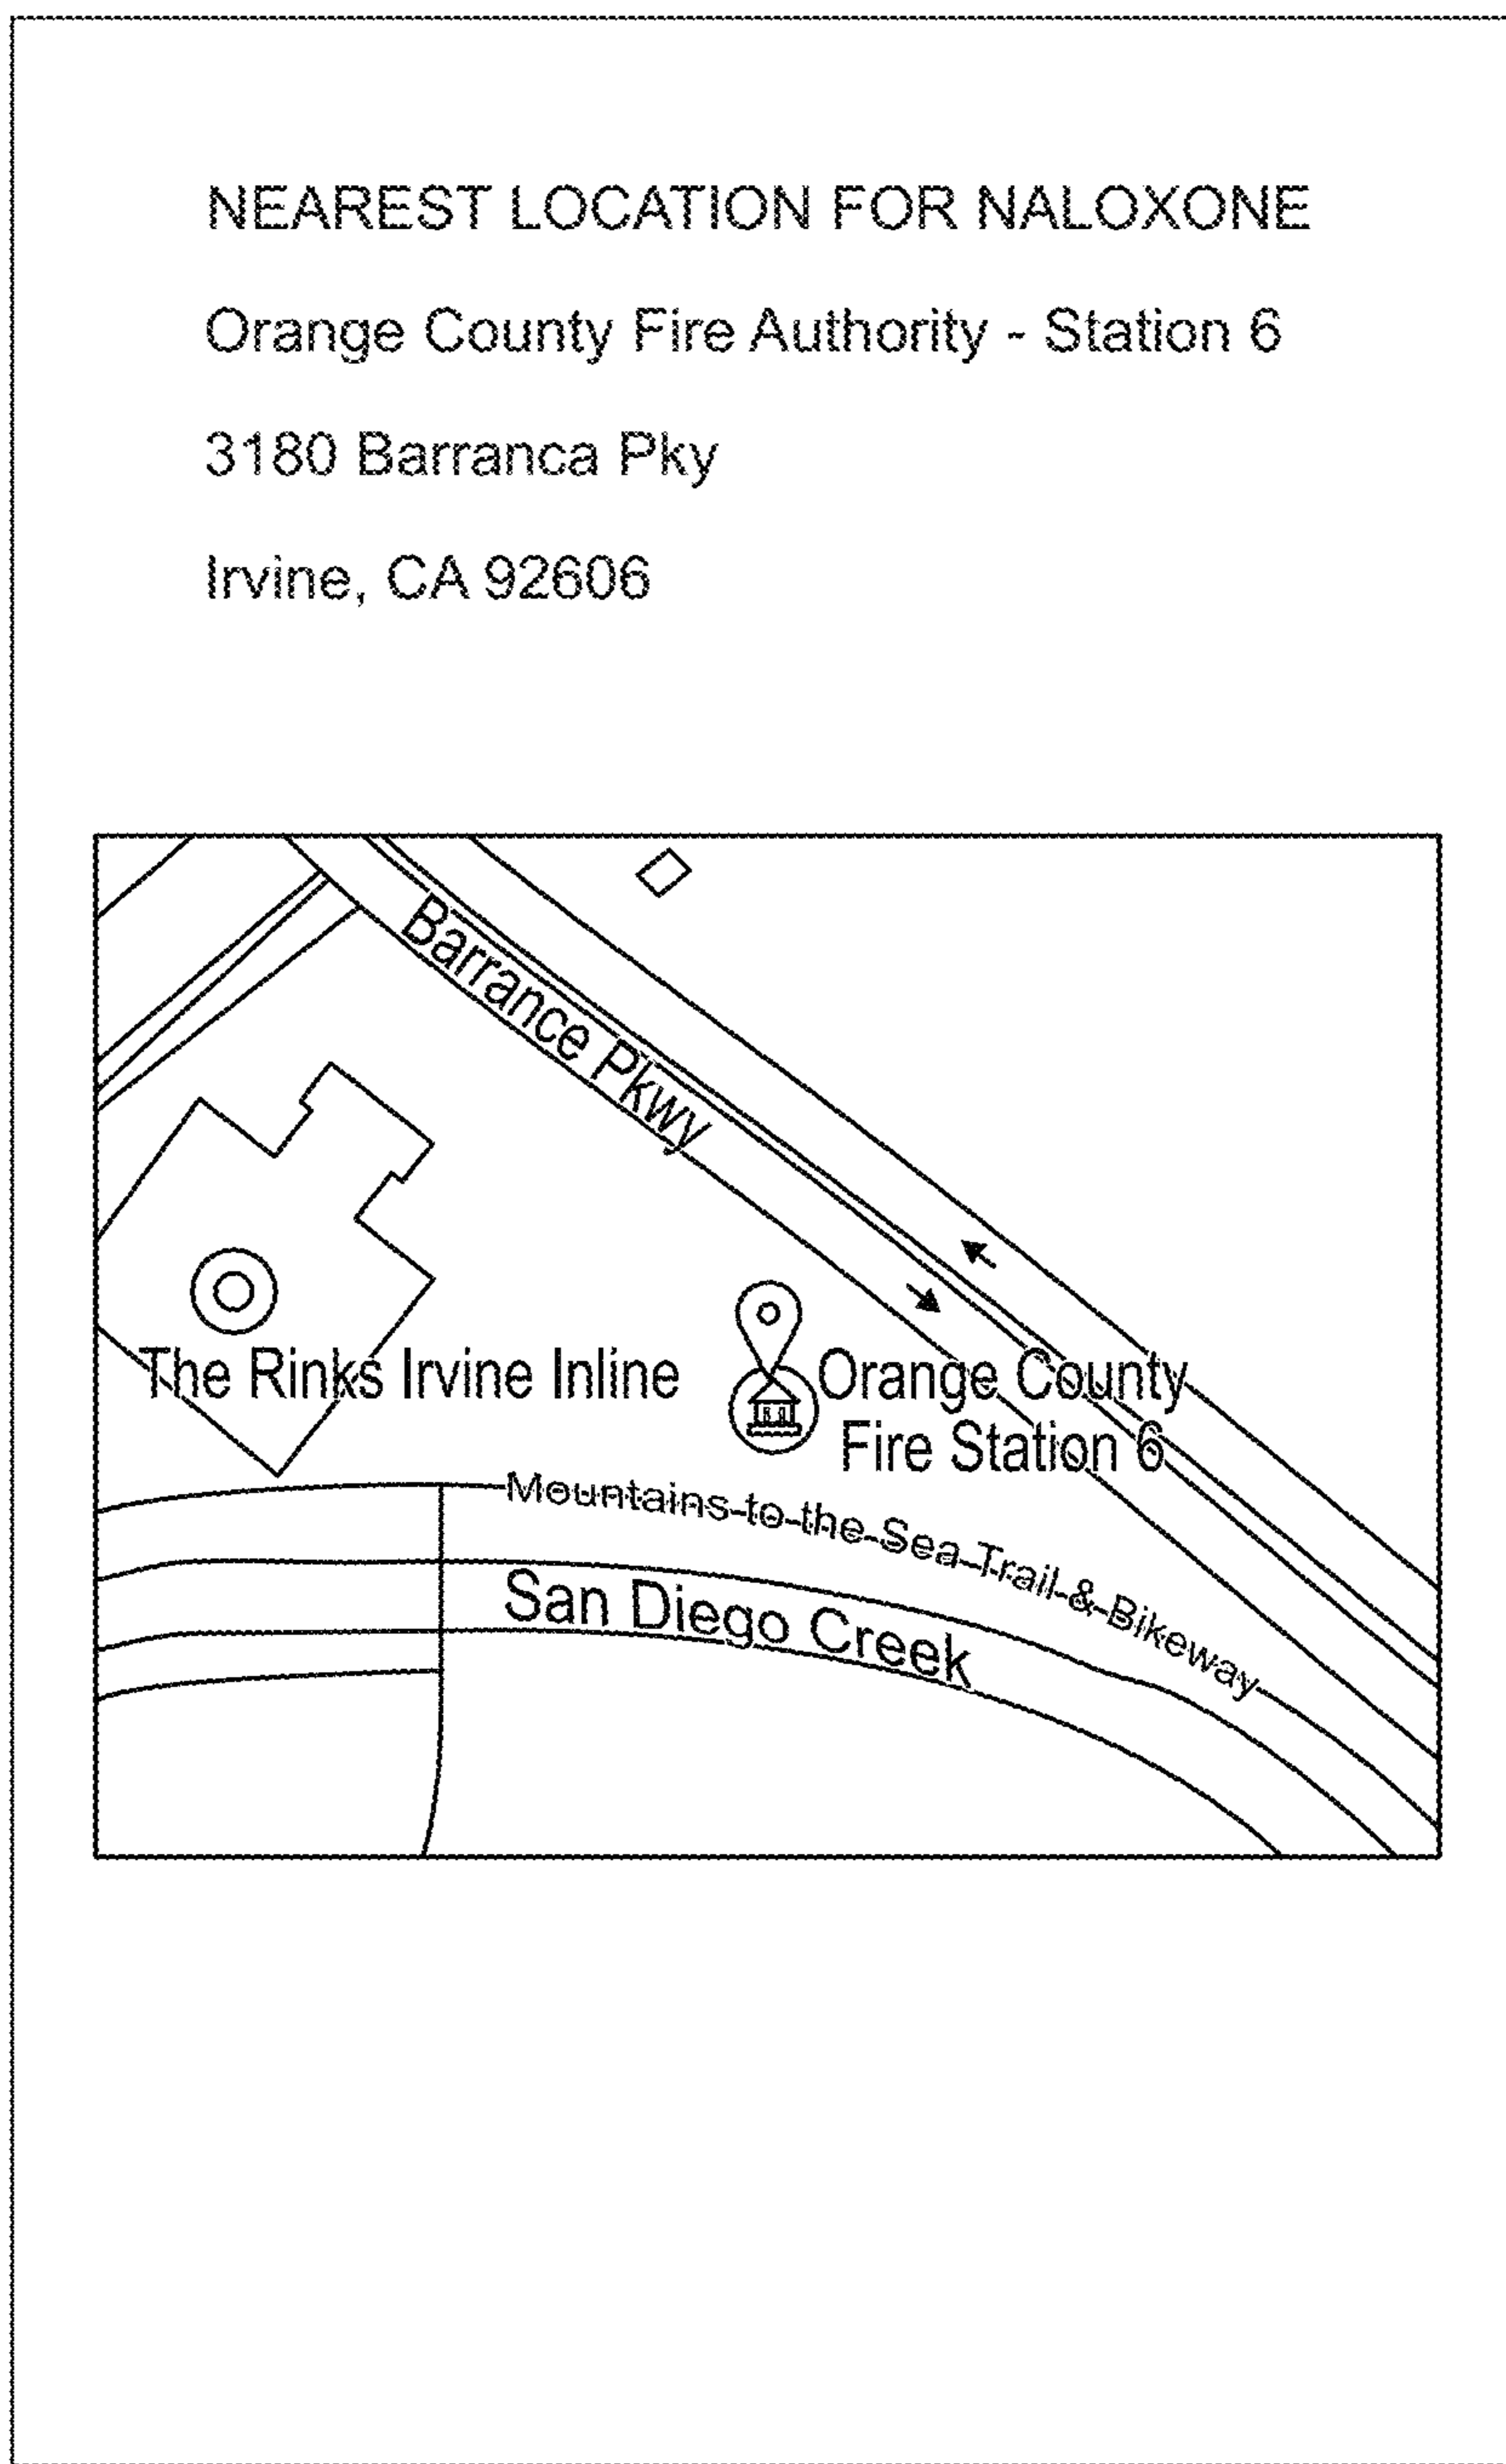 NEAREST LOCATION FOR NALOXONE
Orange County Fire Authority - Station 6
3180 Barranca Pky
Irvine, CA 92606
Barrance Pkwy
The Rinks Irvine Inline
Orange County
Fire Station 6
Mountains-to-the-Sea-Trail-&-Bikeway
San Diego Creek